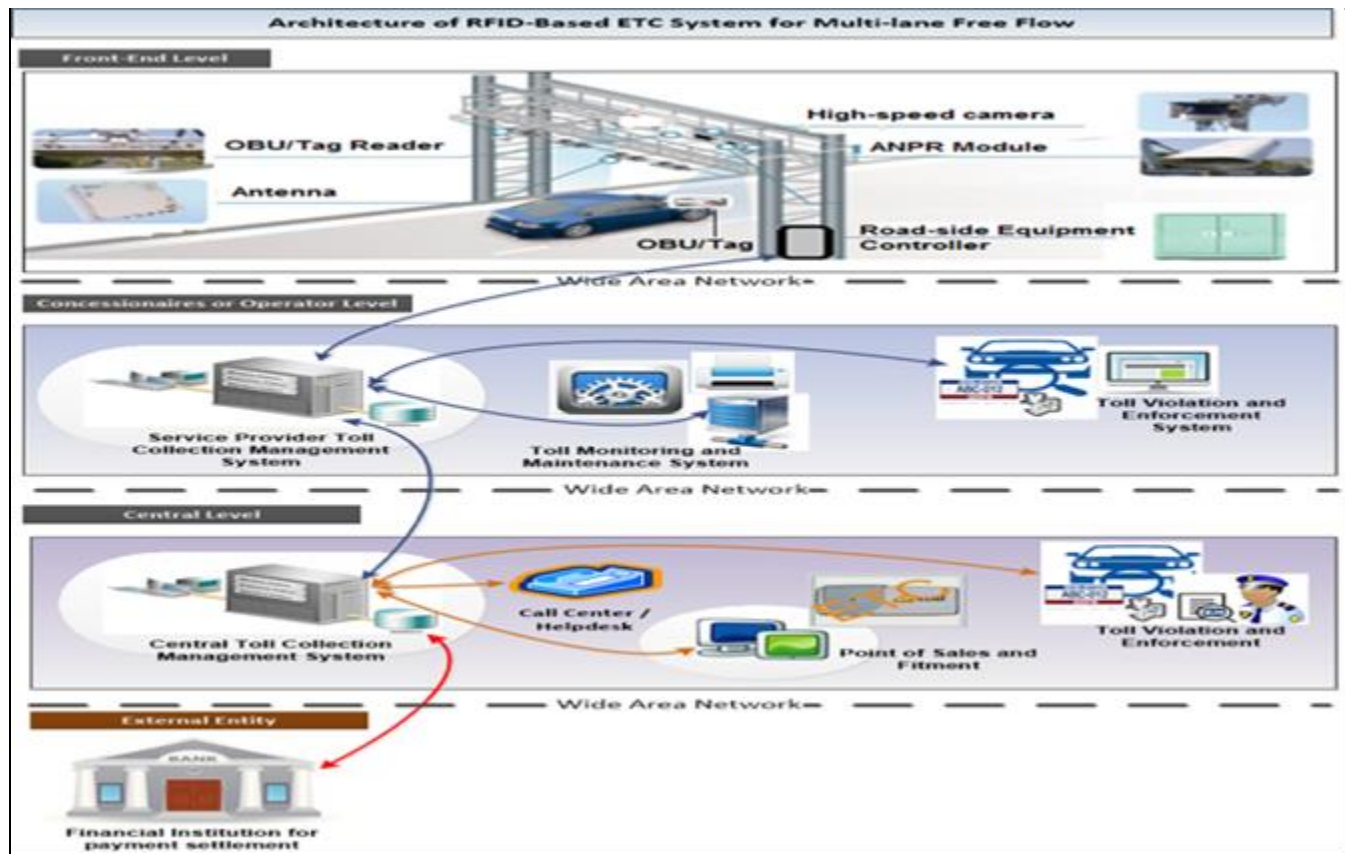 Architecture of RFID-Based ETC System for Multi-lane Free Flow
Front-End Level
High-speed camera
OBU/Tag Reader
ANPR Module
Antenna
OBU/Tag
Road-side Equipment
Controller
Wide Area Network
Concessionaires or Operator Level
ABC-012
Service Provider Toll
Collection Management
System
Toll Monitoring and
Maintenance System
Toll Violation and
Enforcement
System
Wide Area Network
Central Level
ABC-012
Call Center /
Helpdesk
Central Toll Collection
Management System
Point of Sales and
Fitment
Toll Violation and
Enforcement
Wide Area Network
External Entity
BANK
Financial Institution for
payment settlement